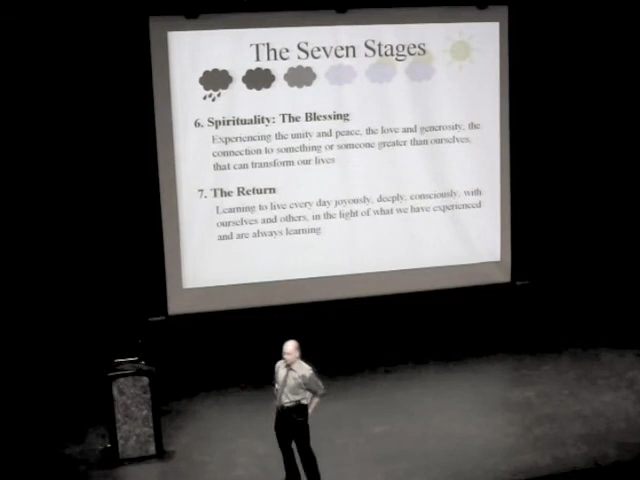 The Seven Stages
6. Spirituality: The Blessing
Experiencing the unity and peace, the love and generosity, the
connection to something or someone greater than ourselves,
that can transform our lives
7. The Return
Learning to live every day joyously, deeply, consciously, with
ourselves and others, in the light of what we have experienced
and are always learning